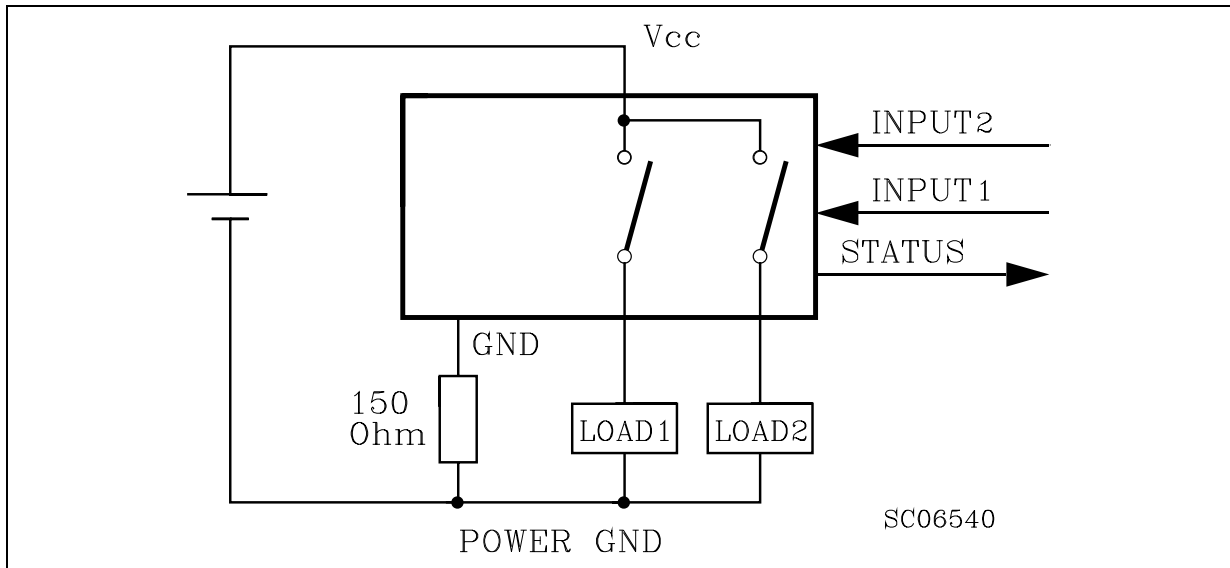 Vcc
INPUT2
INPUT1
STATUS
GND
150
Ohm
LOAD1
LOAD2
POWER GND
SC06540